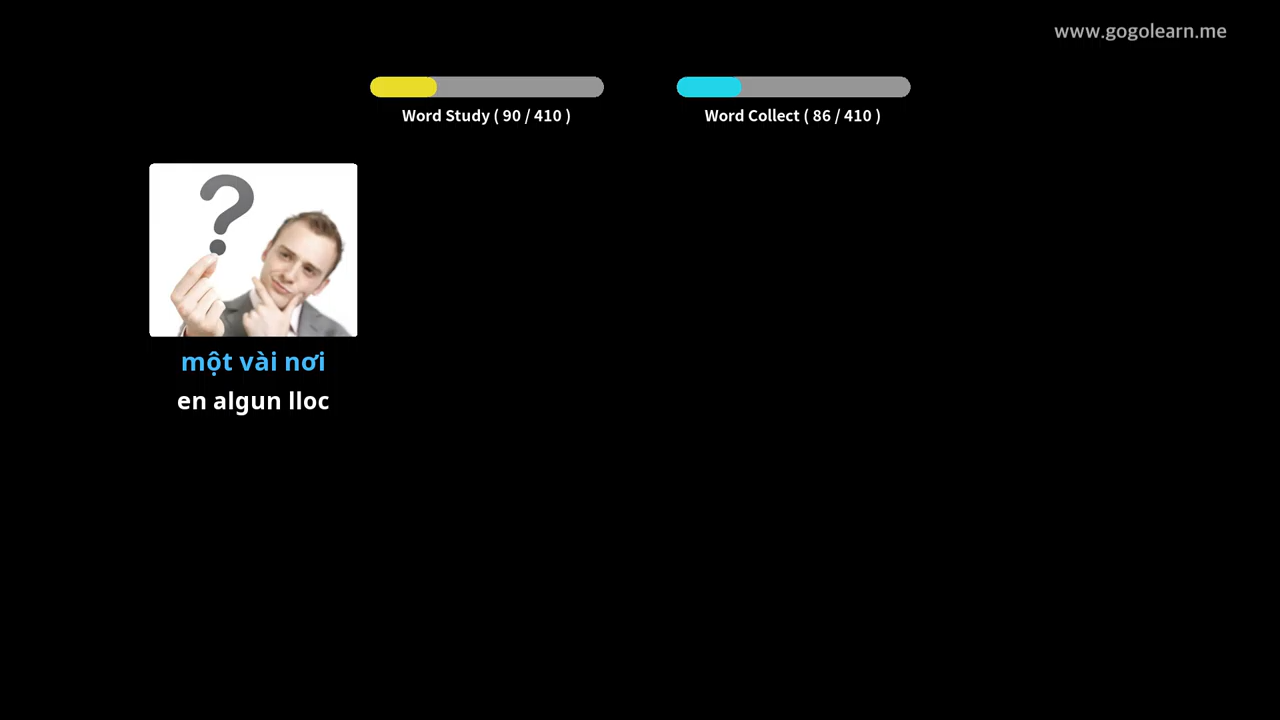 www.gogolearn.me
Word Study ( 90 / 410 )
Word Collect ( 86 / 410 )
?
một vài nơi
en algun lloc